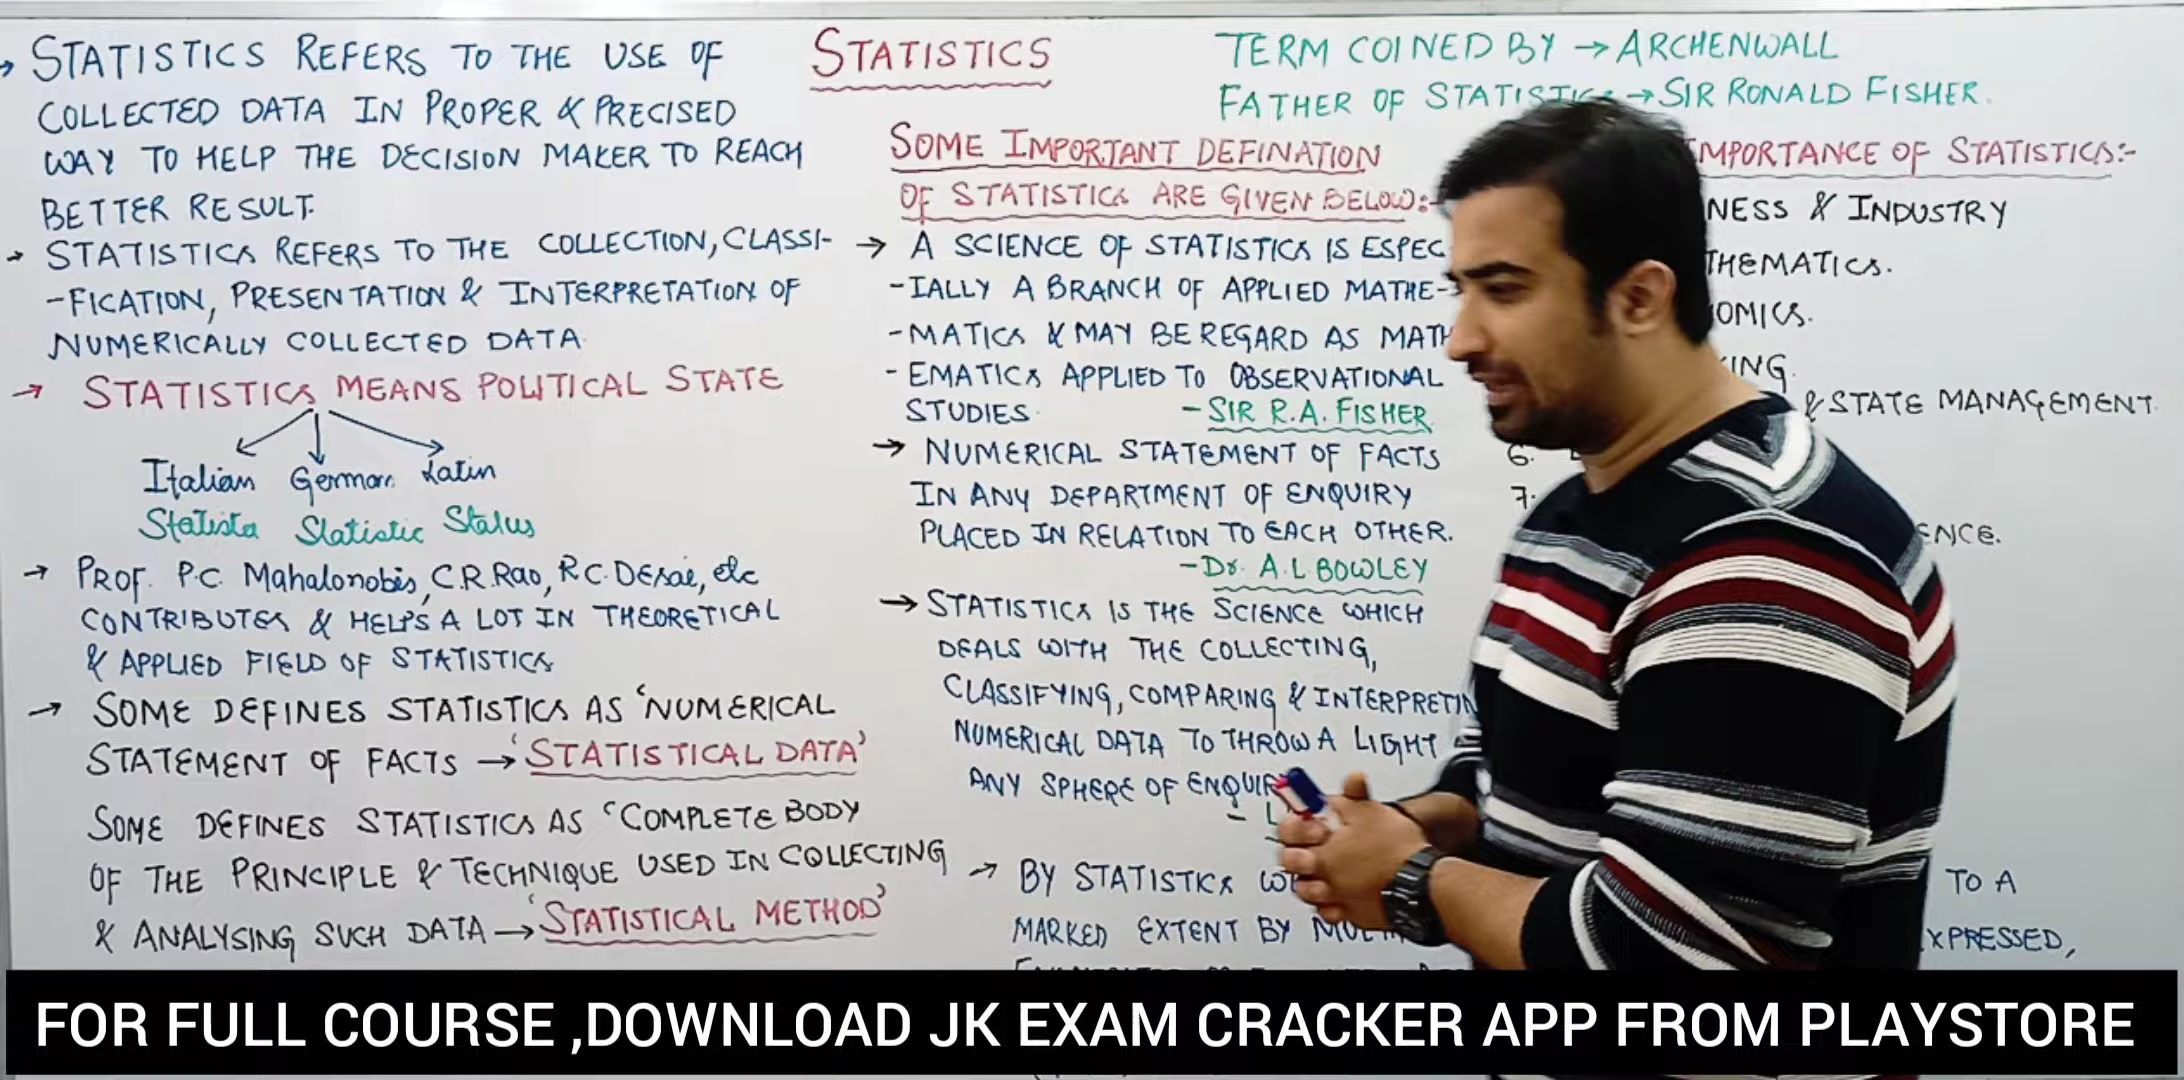 STATISTICS
TERM COINED BY → ARCHENWALL
FATHER OF STATISTICS → SIR RONALD FISHER.
→ STATISTICS REFERS TO THE USE OF
COLLECTED DATA IN PROPER & PRECISED
WAY TO HELP THE DECISION MAKER TO REACH
BETTER RESULT.
→ STATISTICS REFERS TO THE COLLECTION, CLASSI-
-FICATION, PRESENTATION & INTERPRETATION OF
NUMERICALLY COLLECTED DATA.
→ STATISTICS MEANS POLITICAL STATE
Italian German Latin
Statista Statistic Status
→ PROF. P.C. Mahalonobis, C.R.Rao, R.C.DEsai, etc
CONTRIBUTES & HELPS A LOT IN THEORETICAL
& APPLIED FIELD OF STATISTICS
→ SOME DEFINES STATISTICS AS ‘NUMERICAL
STATEMENT OF FACTS → ‘STATISTICAL DATA’
SOME DEFINES STATISTICS AS ‘COMPLETE BODY
OF THE PRINCIPLE & TECHNIQUE USED IN COLLECTING
& ANALYSING SUCH DATA → ‘STATISTICAL METHOD’
SOME IMPORTANT DEFINATION
OF STATISTICS ARE GIVEN BELOW:-
→ A SCIENCE OF STATISTICS IS ESPEC
-IALLY A BRANCH OF APPLIED MATHE-
-MATICS & MAY BE REGARD AS MATH
-EMATICS APPLIED TO OBSERVATIONAL
STUDIES. - SIR R.A. FISHER
→ NUMERICAL STATEMENT OF FACTS
IN ANY DEPARTMENT OF ENQUIRY
PLACED IN RELATION TO EACH OTHER.
- Dr. A.L BOWLEY
→ STATISTICS IS THE SCIENCE WHICH
DEALS WITH THE COLLECTING,
CLASSIFYING, COMPARING & INTERPRETIN
NUMERICAL DATA TO THROW A LIGHT
ANY SPHERE OF ENQUIR
→ BY STATISTICS TO A
MARKED EXTENT BY XPRESSED,
IMPORTANCE OF STATISTICS:-
NESS & INDUSTRY
THEMATICS.
OMICS.
KING.
& STATE MANAGEMENT.
6.
7.
ENCE.
FOR FULL COURSE ,DOWNLOAD JK EXAM CRACKER APP FROM PLAYSTORE